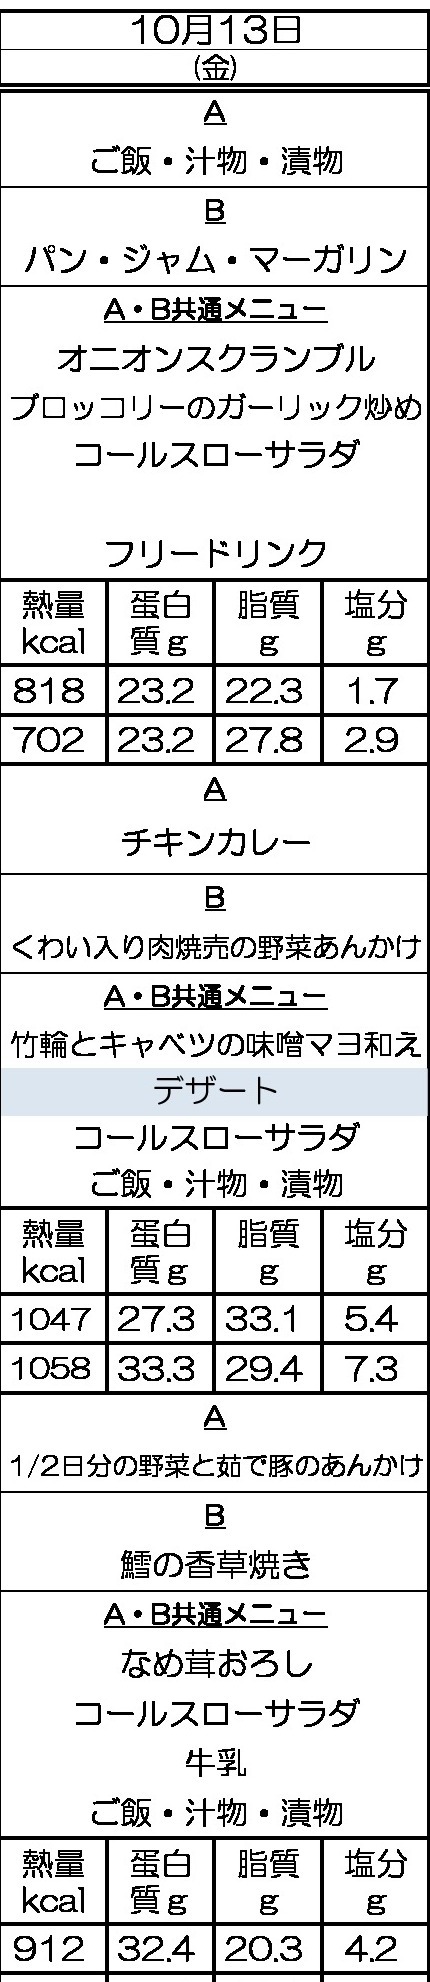 10月13日
(金)
A
ご飯・汁物・漬物
B
パン・ジャム・マーガリン
A・B共通メニュー
オニオンスクランブル
ブロッコリーのガーリック炒め
コールスローサラダ
フリードリンク
熱量 蛋白 脂質 塩分
kcal 質g g g
818 23.2 22.3 1.7
702 23.2 27.8 2.9
A
チキンカレー
B
くわい入り肉焼売の野菜あんかけ
A・B共通メニュー
竹輪とキャベツの味噌マヨ和え
デザート
コールスローサラダ
ご飯・汁物・漬物
熱量 蛋白 脂質 塩分
kcal 質g g g
1047 27.3 33.1 5.4
1058 33.3 29.4 7.3
A
1/2日分の野菜と茹で豚のあんかけ
B
鱈の香草焼き
A・B共通メニュー
なめ茸おろし
コールスローサラダ
牛乳
ご飯・汁物・漬物
熱量 蛋白 脂質 塩分
kcal 質g g g
912 32.4 20.3 4.2